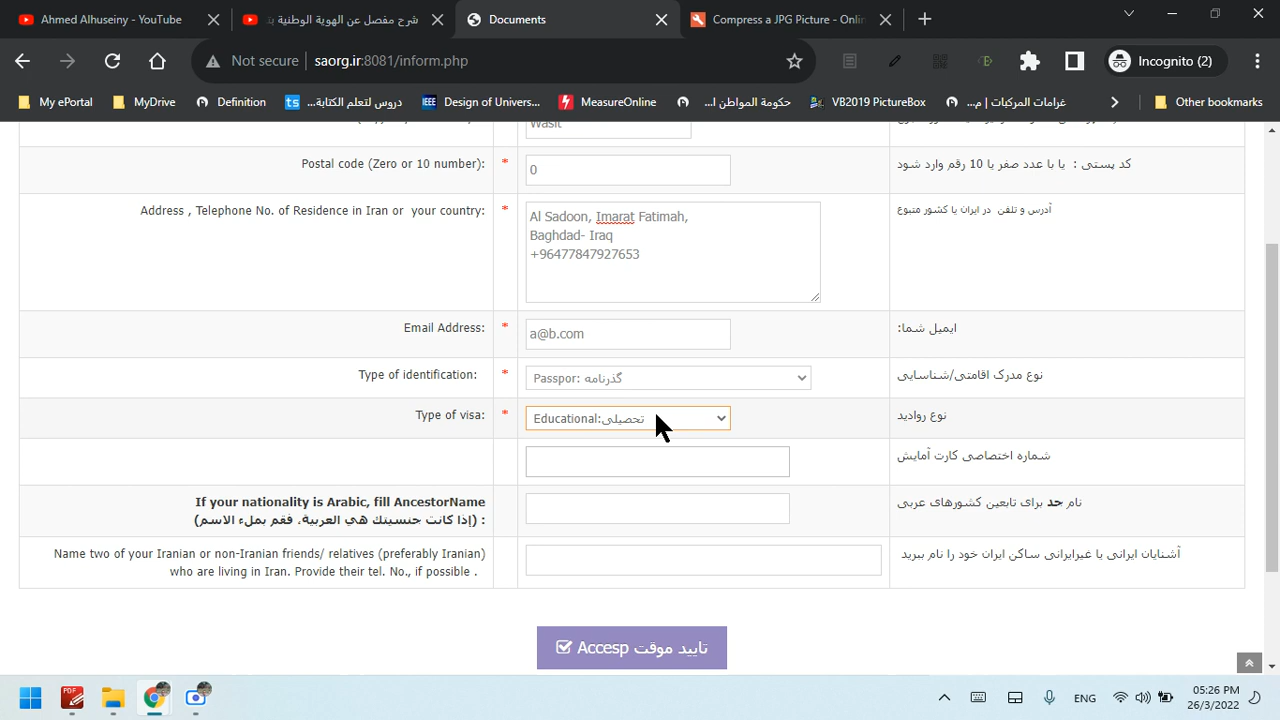 Ahmed Alhuseiny - YouTube
شرح مفصل عن الهوية الوطنية
Documents
Compress a JPG Picture - Onli
Not secure
saorg.ir:8081/inform.php
Incognito (2)
My ePortal
MyDrive
Definition
دروس لتعلم الكتابة...
Design of Univers...
MeasureOnline
حكومة المواطن ا...
VB2019 PictureBox
غرامات المركبات | م...
Other bookmarks
Wasit
Postal code (Zero or 10 number):
*
0
کد پستی : یا با عدد صفر یا 10 رقم وارد شود
Address , Telephone No. of Residence in Iran or your country:
*
Al Sadoon, Imarat Fatimah,
Baghdad- Iraq
+96477847927653
آدرس و تلفن در ایران یا کشور متبوع
Email Address:
*
a@b.com
ایمیل شما:
Type of identification:
*
Passpor: گذرنامه
نوع مدرک اقامتی/شناسایی
Type of visa:
*
Educational:تحصیلی
نوع روادید
شماره اختصاصی کارت آمایش
If your nationality is Arabic, fill AncestorName
(إذا كانت جنسيتك هي العربية، فقم بملء الاسم) :
نام جد برای تابعین کشورهای عربی
Name two of your Iranian or non-Iranian friends/ relatives (preferably Iranian)
who are living in Iran. Provide their tel. No., if possible .
آشنایان ایرانی یا غیرایرانی ساکن ایران خود را نام ببرید
Accesp تایید موقت
ENG
05:26 PM
26/3/2022